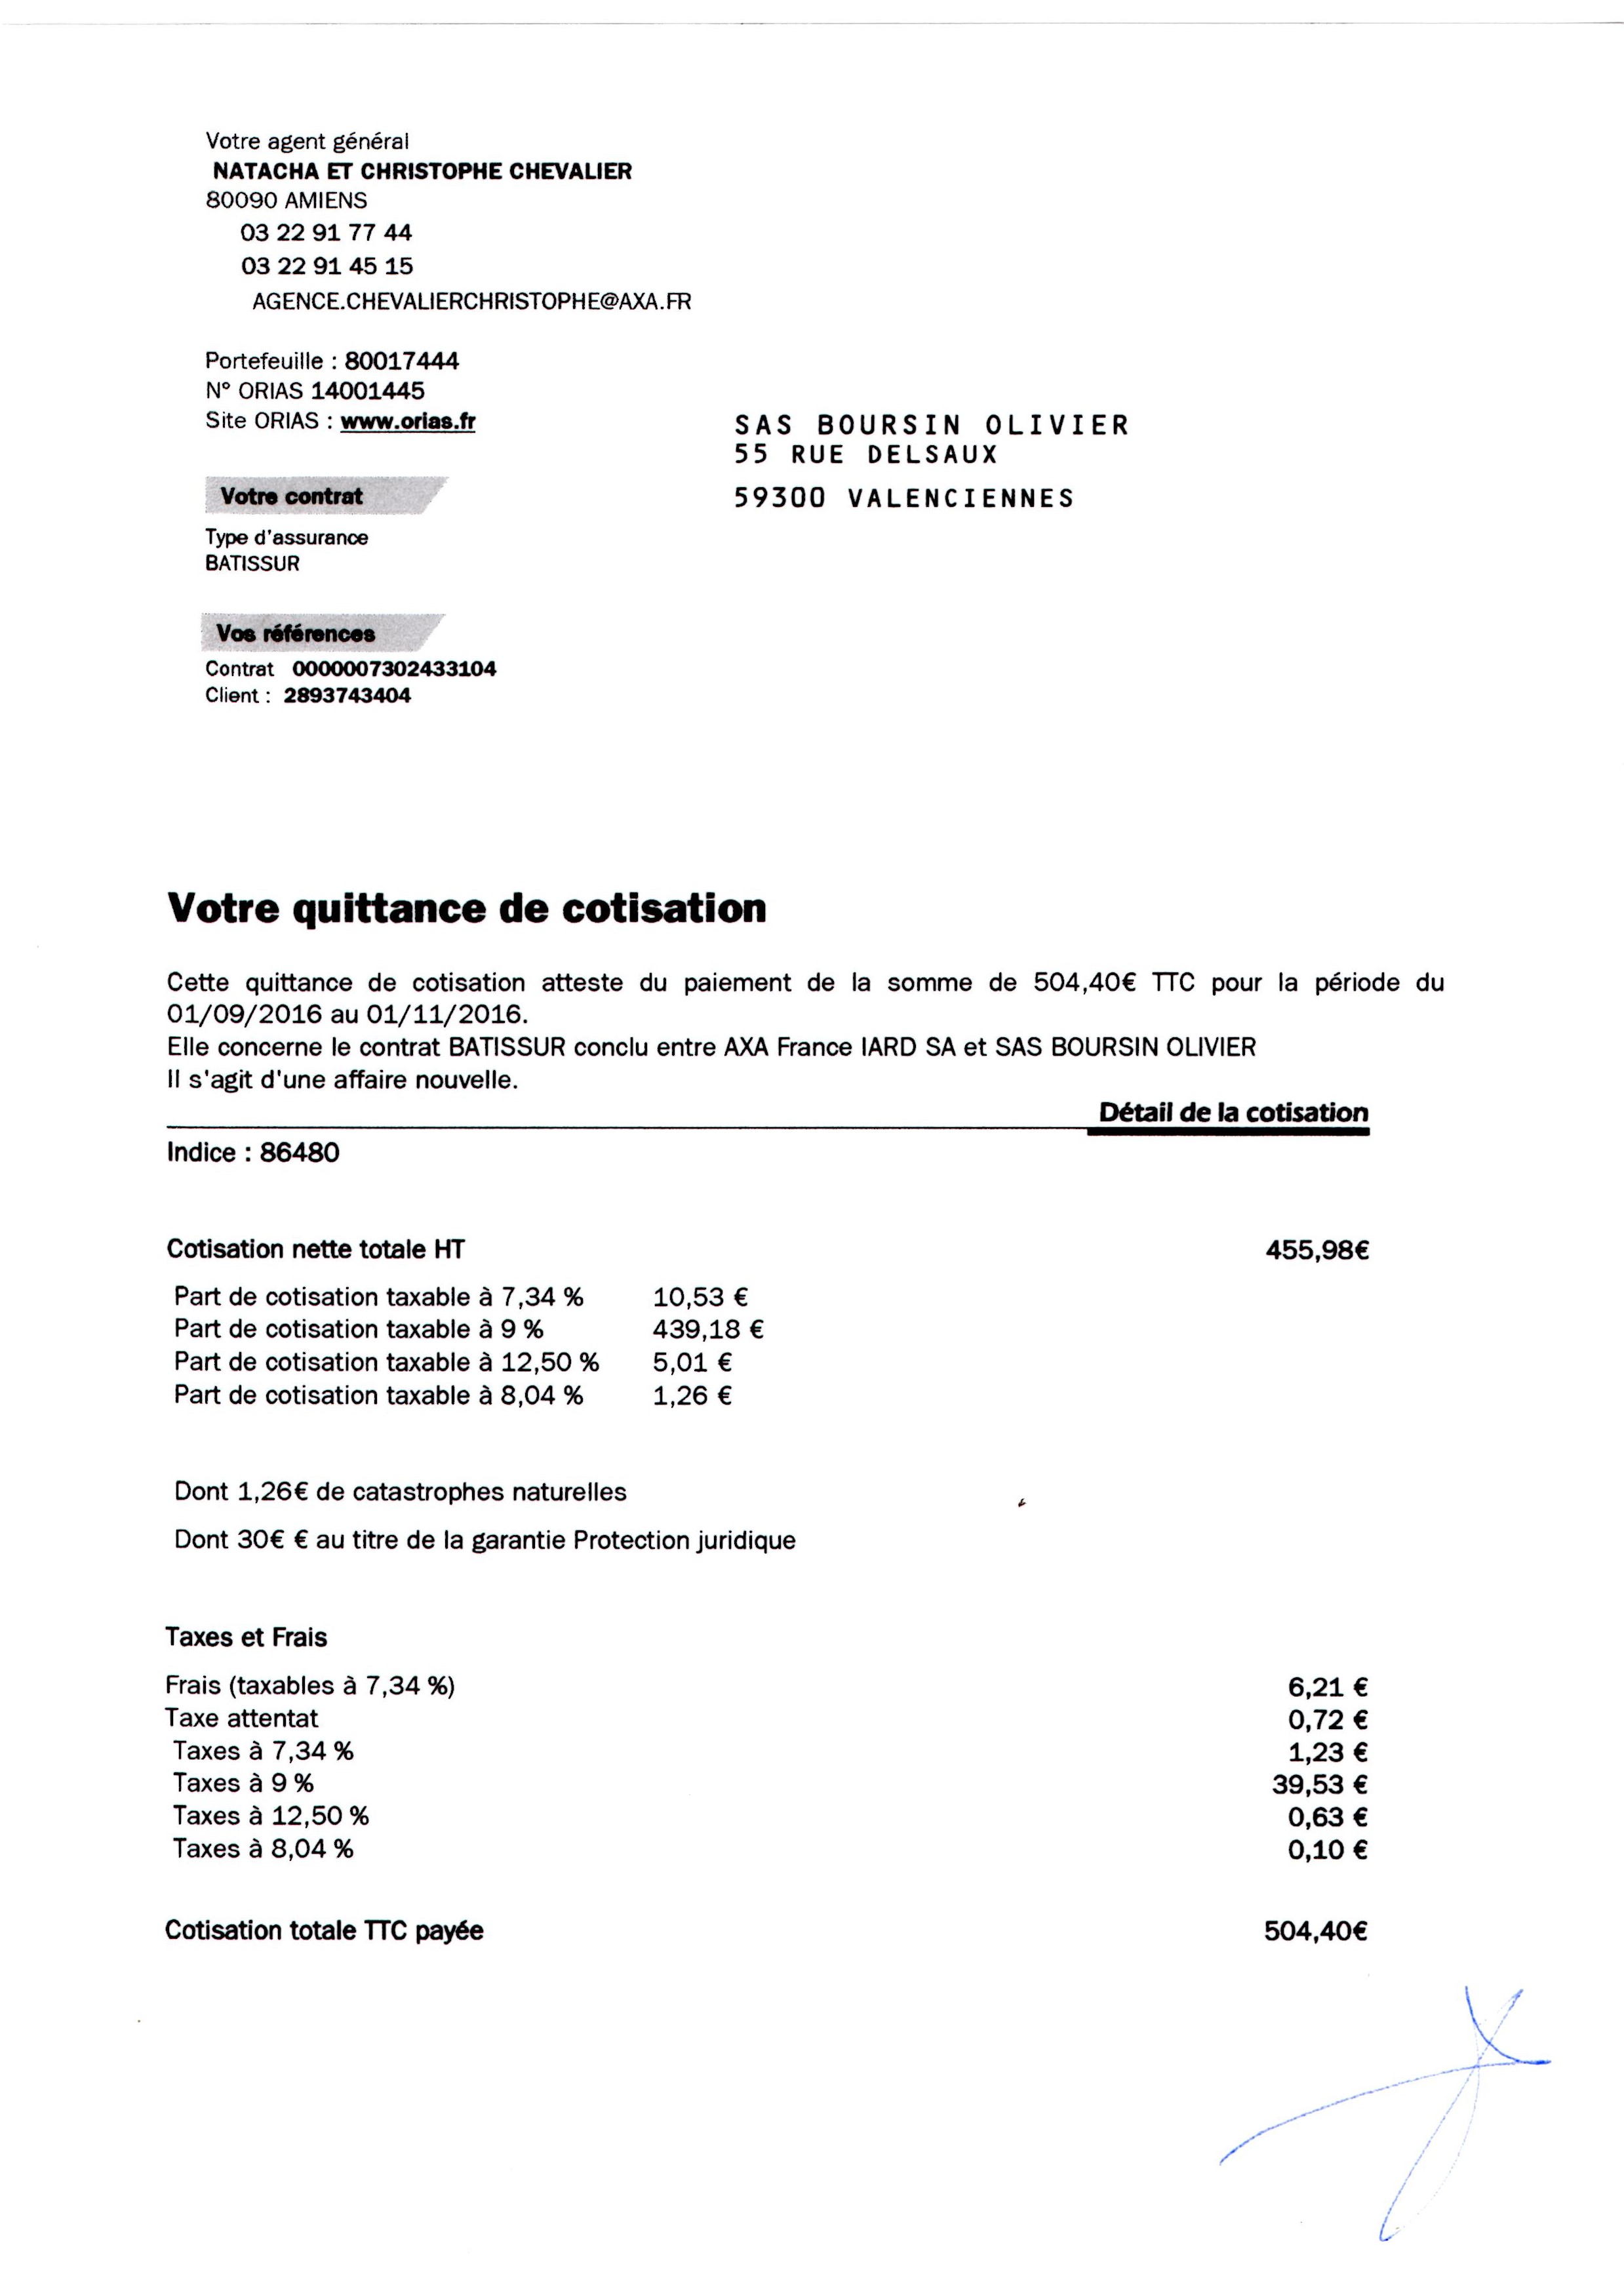 Votre agent général
NATACHA ET CHRISTOPHE CHEVALIER
80090 AMIENS
03 22 91 77 44
03 22 91 45 15
AGENCE.CHEVALIERCHRISTOPHE@AXA.FR
Portefeuille : 80017444
N° ORIAS 14001445
Site ORIAS : www.orias.fr
SAS BOURSIN OLIVIER
55 RUE DELSAUX
59300 VALENCIENNES
Votre contrat
Type d'assurance
BATISSUR
Vos références
Contrat 0000007302433104
Client : 2893743404
Votre quittance de cotisation
Cette quittance de cotisation atteste du paiement de la somme de 504,40€ TTC pour la période du
01/09/2016 au 01/11/2016.
Elle concerne le contrat BATISSUR conclu entre AXA France IARD SA et SAS BOURSIN OLIVIER
Il s'agit d'une affaire nouvelle.
Détail de la cotisation
Indice : 86480
Cotisation nette totale HT 455,98€
Part de cotisation taxable à 7,34 % 10,53 €
Part de cotisation taxable à 9 % 439,18 €
Part de cotisation taxable à 12,50 % 5,01 €
Part de cotisation taxable à 8,04 % 1,26 €
Dont 1,26€ de catastrophes naturelles
Dont 30€ € au titre de la garantie Protection juridique
Taxes et Frais
Frais (taxables à 7,34 %) 6,21 €
Taxe attentat 0,72 €
Taxes à 7,34 % 1,23 €
Taxes à 9 % 39,53 €
Taxes à 12,50 % 0,63 €
Taxes à 8,04 % 0,10 €
Cotisation totale TTC payée 504,40€